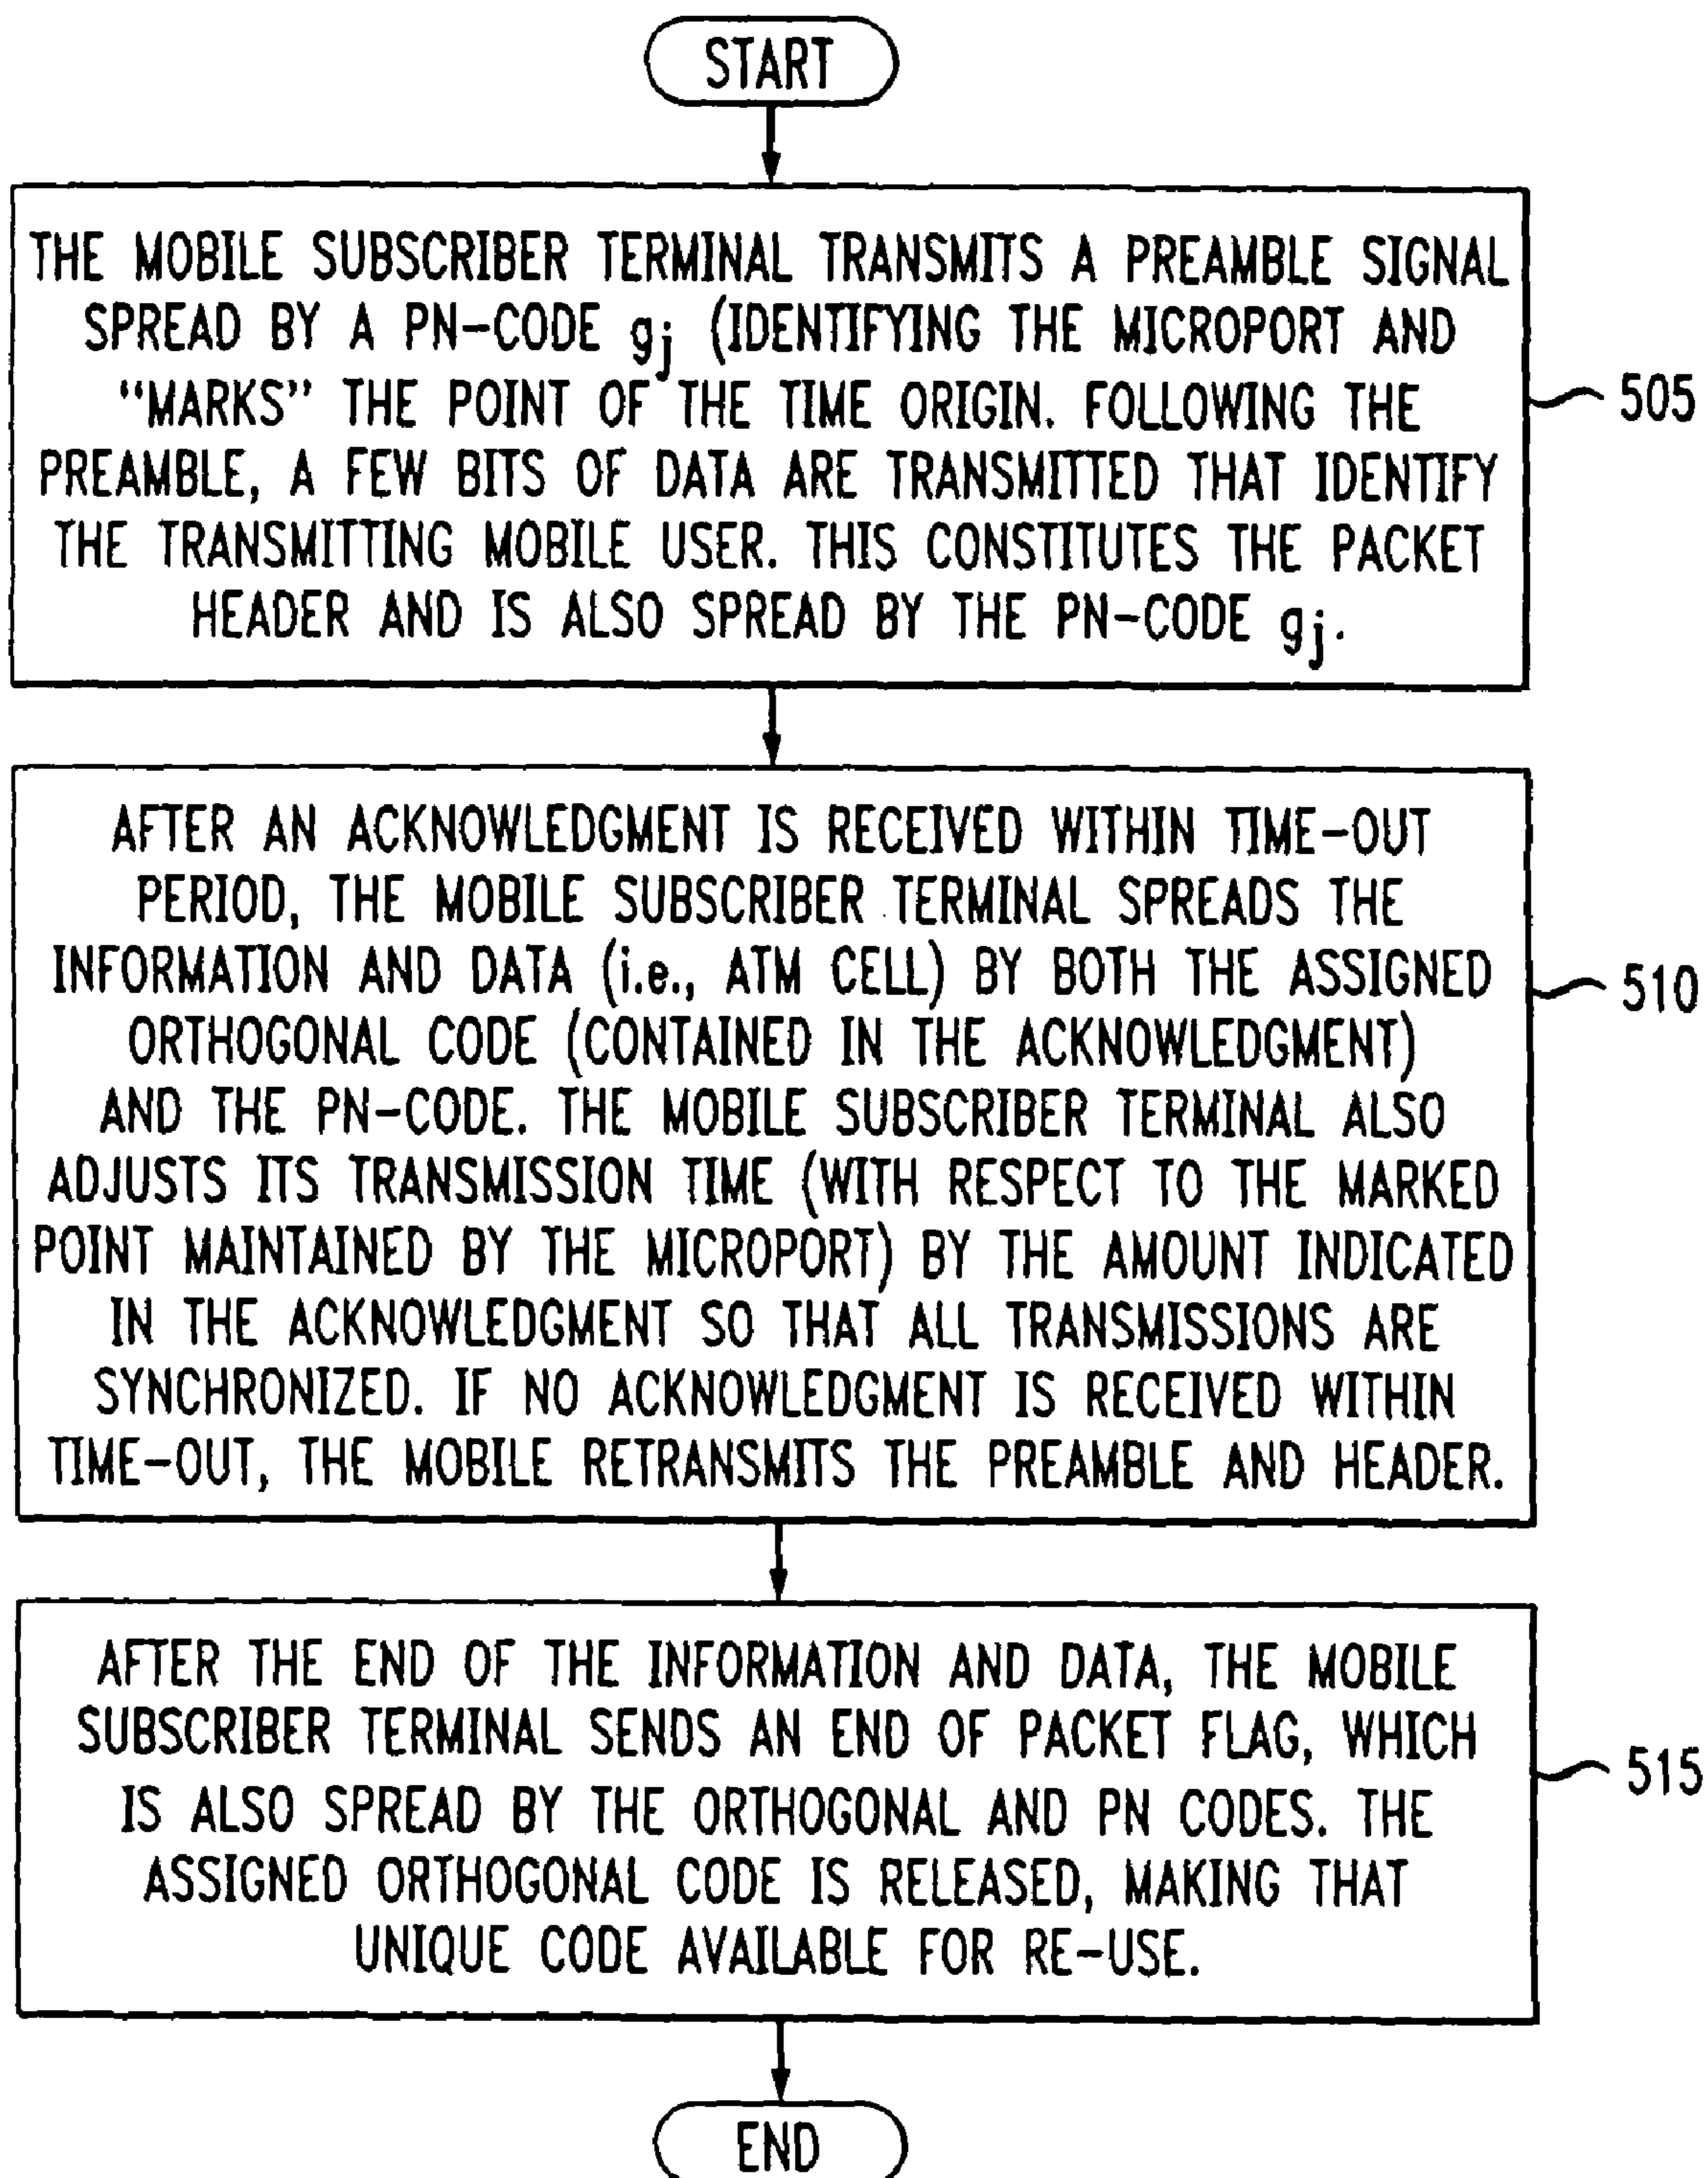 START
THE MOBILE SUBSCRIBER TERMINAL TRANSMITS A PREAMBLE SIGNAL
SPREAD BY A PN-CODE gj (IDENTIFYING THE MICROPORT AND
"MARKS" THE POINT OF THE TIME ORIGIN. FOLLOWING THE
PREAMBLE, A FEW BITS OF DATA ARE TRANSMITTED THAT IDENTIFY
THE TRANSMITTING MOBILE USER. THIS CONSTITUTES THE PACKET
HEADER AND IS ALSO SPREAD BY THE PN-CODE gj.
505
AFTER AN ACKNOWLEDGMENT IS RECEIVED WITHIN TIME-OUT
PERIOD, THE MOBILE SUBSCRIBER TERMINAL SPREADS THE
INFORMATION AND DATA (i.e., ATM CELL) BY BOTH THE ASSIGNED
ORTHOGONAL CODE (CONTAINED IN THE ACKNOWLEDGMENT)
AND THE PN-CODE. THE MOBILE SUBSCRIBER TERMINAL ALSO
ADJUSTS ITS TRANSMISSION TIME (WITH RESPECT TO THE MARKED
POINT MAINTAINED BY THE MICROPORT) BY THE AMOUNT INDICATED
IN THE ACKNOWLEDGMENT SO THAT ALL TRANSMISSIONS ARE
SYNCHRONIZED. IF NO ACKNOWLEDGMENT IS RECEIVED WITHIN
TIME-OUT, THE MOBILE RETRANSMITS THE PREAMBLE AND HEADER.
510
AFTER THE END OF THE INFORMATION AND DATA, THE MOBILE
SUBSCRIBER TERMINAL SENDS AN END OF PACKET FLAG, WHICH
IS ALSO SPREAD BY THE ORTHOGONAL AND PN CODES. THE
ASSIGNED ORTHOGONAL CODE IS RELEASED, MAKING THAT
UNIQUE CODE AVAILABLE FOR RE-USE.
515
END